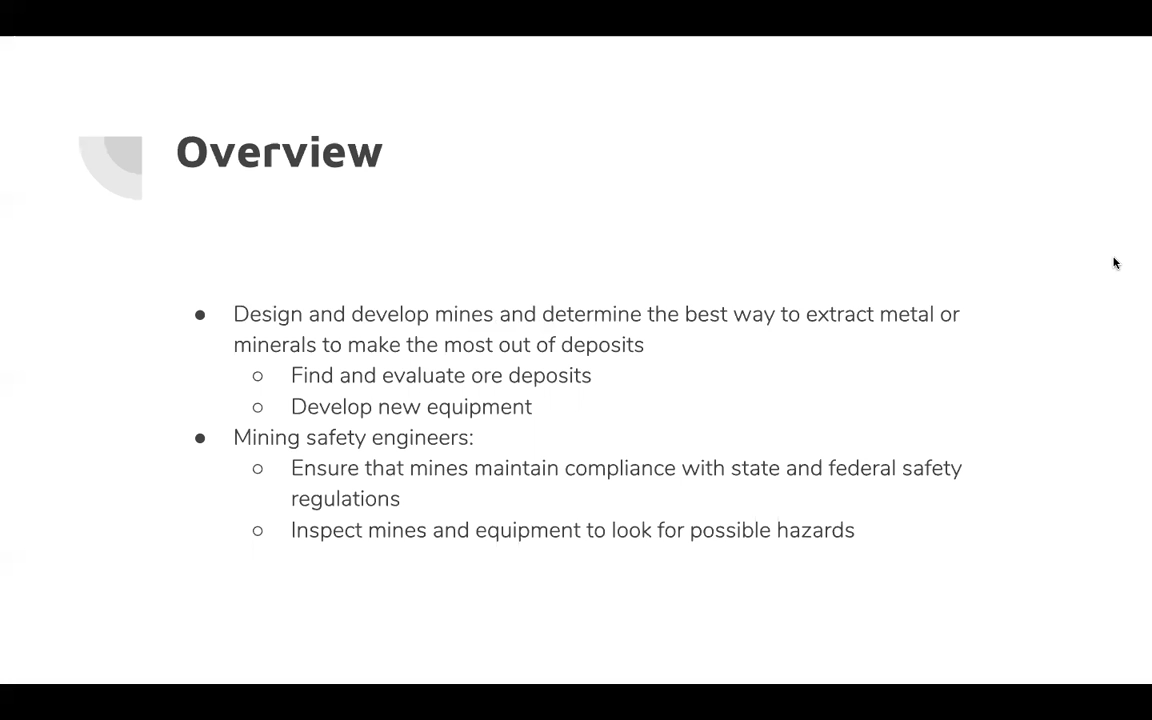 Overview
● Design and develop mines and determine the best way to extract metal or
minerals to make the most out of deposits
○ Find and evaluate ore deposits
○ Develop new equipment
● Mining safety engineers:
○ Ensure that mines maintain compliance with state and federal safety
regulations
○ Inspect mines and equipment to look for possible hazards